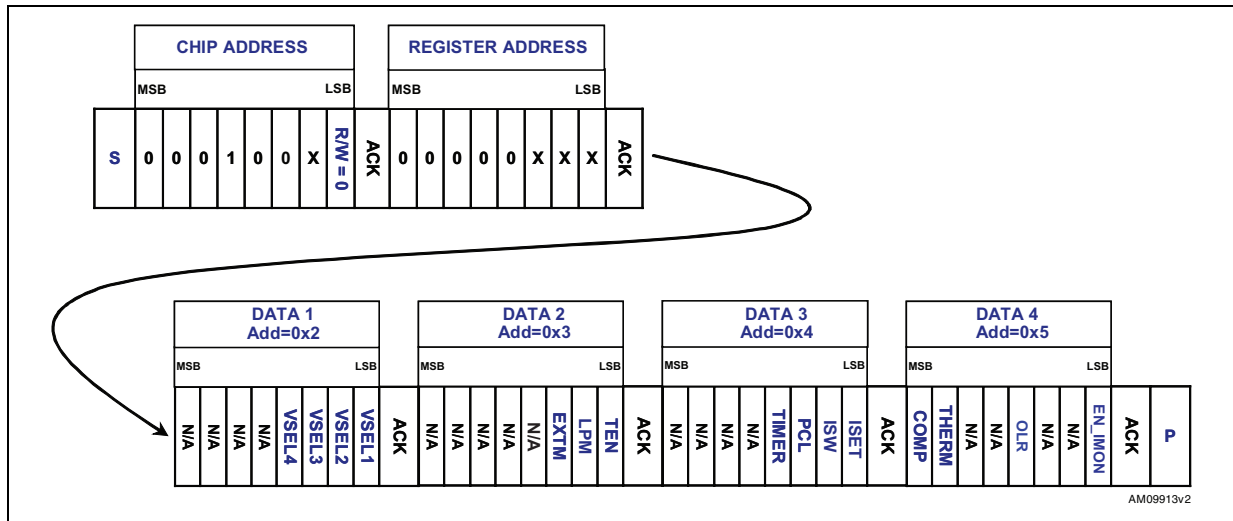 CHIP ADDRESS
REGISTER ADDRESS
MSB LSB MSB LSB
S 0 0 0 1 0 0 X R/W = 0 ACK 0 0 0 0 0 X X X ACK
DATA 1
Add=0x2
DATA 2
Add=0x3
DATA 3
Add=0x4
DATA 4
Add=0x5
MSB LSB MSB LSB MSB LSB MSB LSB
N/A N/A N/A N/A VSEL4 VSEL3 VSEL2 VSEL1 ACK N/A N/A N/A N/A N/A EXTM LPM TEN ACK N/A N/A N/A N/A TIMER PCL ISW ISET ACK COMP THERM N/A N/A OLR N/A N/A EN_IMON ACK P
AM09913v2